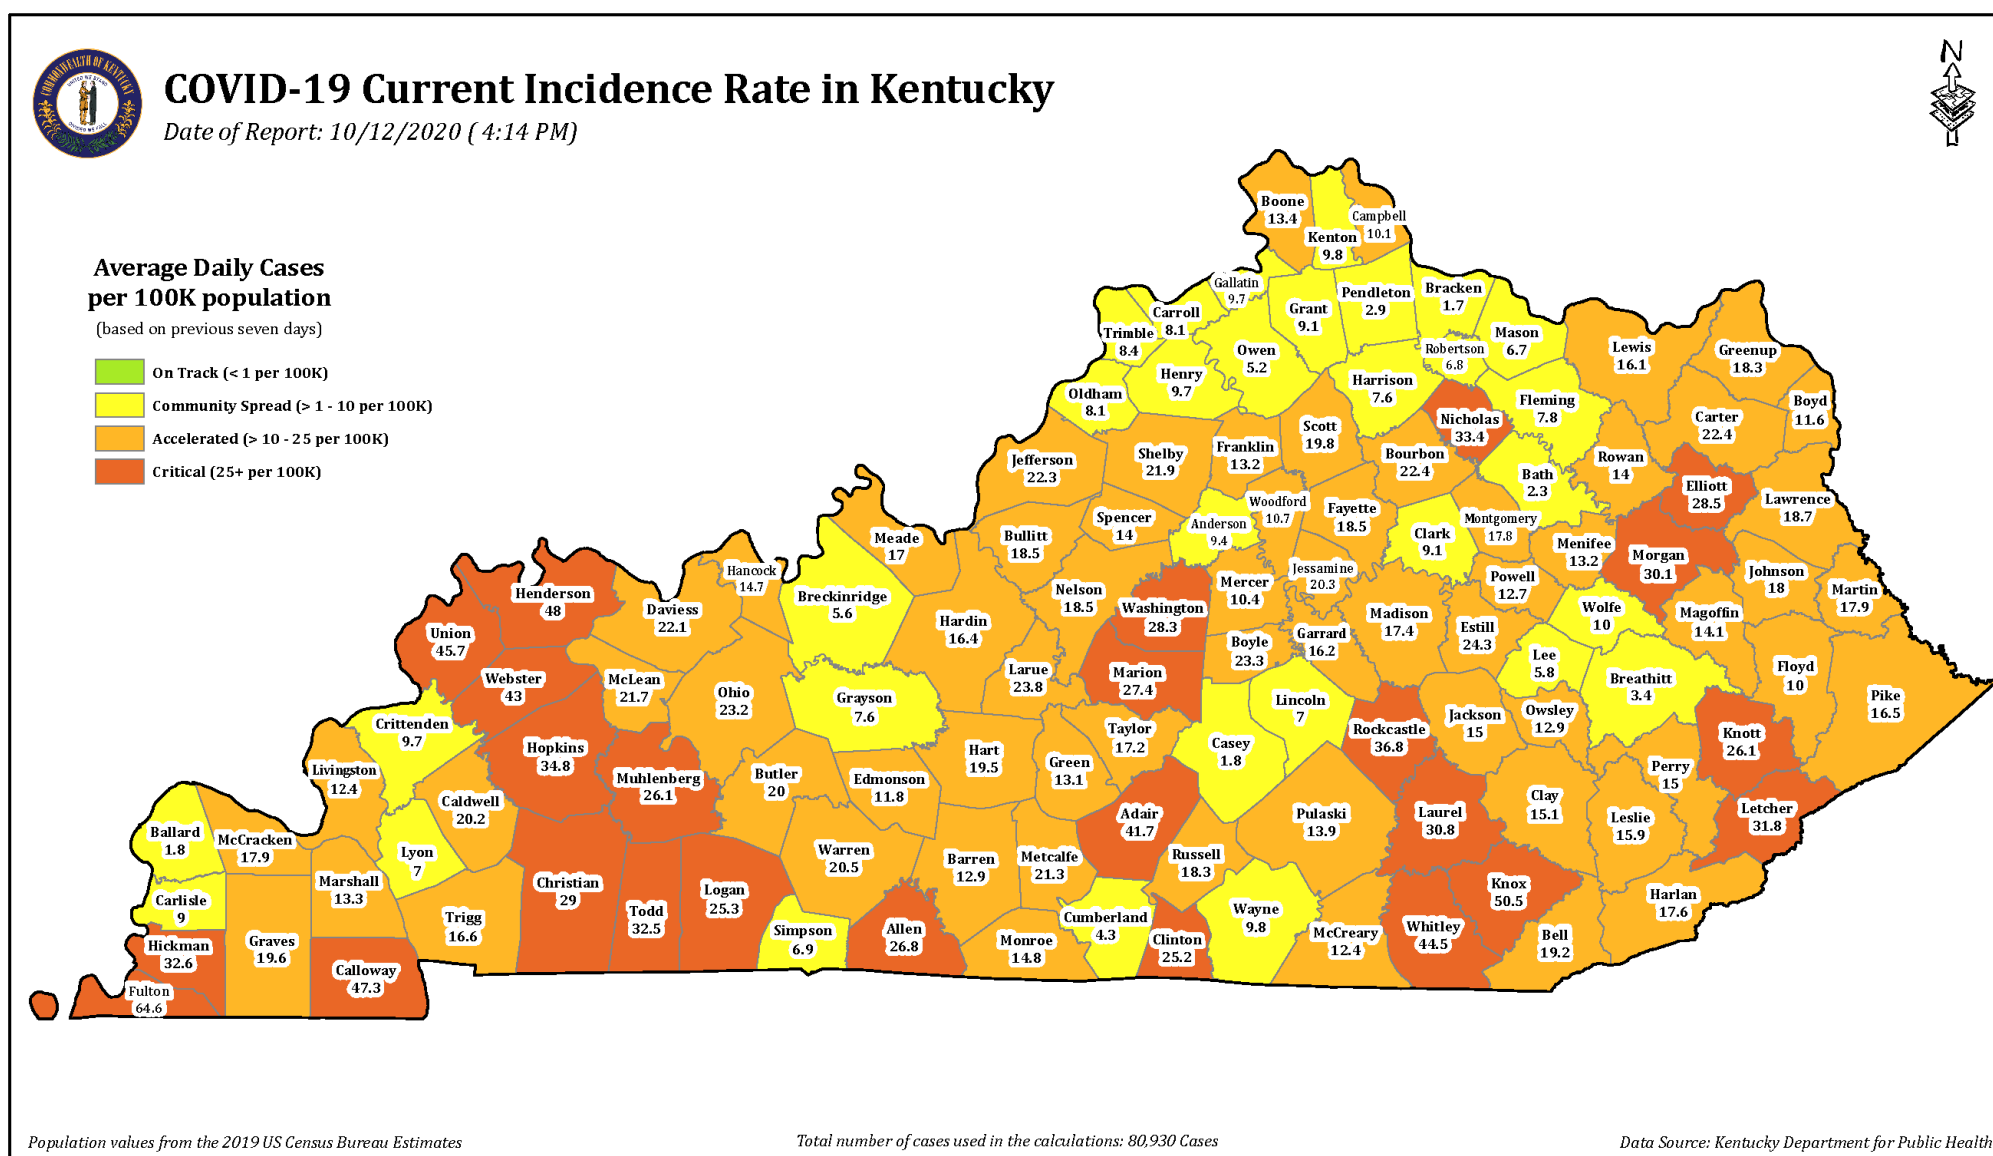 COMMONWEALTH OF KENTUCKY
UNITED WE STAND
DIVIDED WE FALL
COVID-19 Current Incidence Rate in Kentucky
Date of Report: 10/12/2020 ( 4:14 PM)
N
Average Daily Cases
per 100K population
(based on previous seven days)
On Track (< 1 per 100K)
Community Spread (> 1 - 10 per 100K)
Accelerated (> 10 - 25 per 100K)
Critical (25+ per 100K)
Boone
13.4
Kenton
9.8
Campbell
10.1
Gallatin
9.7
Carroll
8.1
Trimble
8.4
Grant
9.1
Pendleton
2.9
Bracken
1.7
Mason
6.7
Robertson
6.8
Owen
5.2
Henry
9.7
Oldham
8.1
Harrison
7.6
Lewis
16.1
Greenup
18.3
Boyd
11.6
Carter
22.4
Fleming
7.8
Nicholas
33.4
Scott
19.8
Franklin
13.2
Shelby
21.9
Jefferson
22.3
Bourbon
22.4
Bath
2.3
Rowan
14
Elliott
28.5
Lawrence
18.7
Woodford
10.7
Fayette
18.5
Anderson
9.4
Spencer
14
Bullitt
18.5
Meade
17
Clark
9.1
Montgomery
17.8
Menifee
13.2
Morgan
30.1
Johnson
18
Martin
17.9
Hancock
14.7
Breckinridge
5.6
Henderson
48
Daviess
22.1
Union
45.7
Hardin
16.4
Nelson
18.5
Washington
28.3
Mercer
10.4
Jessamine
20.3
Madison
17.4
Powell
12.7
Estill
24.3
Wolfe
10
Magoffin
14.1
Boyle
23.3
Garrard
16.2
Lee
5.8
Breathitt
3.4
Floyd
10
Pike
16.5
Webster
43
McLean
21.7
Ohio
23.2
Grayson
7.6
Larue
23.8
Marion
27.4
Lincoln
7
Casey
1.8
Taylor
17.2
Rockcastle
36.8
Jackson
15
Owsley
12.9
Knott
26.1
Perry
15
Crittenden
9.7
Livingston
12.4
Hopkins
34.8
Muhlenberg
26.1
Butler
20
Edmonson
11.8
Hart
19.5
Green
13.1
Adair
41.7
Pulaski
13.9
Laurel
30.8
Clay
15.1
Leslie
15.9
Letcher
31.8
Caldwell
20.2
Ballard
1.8
McCracken
17.9
Lyon
7
Warren
20.5
Barren
12.9
Metcalfe
21.3
Russell
18.3
Carlisle
9
Marshall
13.3
Christian
29
Todd
32.5
Logan
25.3
Trigg
16.6
Simpson
6.9
Allen
26.8
Monroe
14.8
Cumberland
4.3
Clinton
25.2
Wayne
9.8
McCreary
12.4
Whitley
44.5
Knox
50.5
Bell
19.2
Harlan
17.6
Hickman
32.6
Graves
19.6
Calloway
47.3
Fulton
64.6
Population values from the 2019 US Census Bureau Estimates
Total number of cases used in the calculations: 80,930 Cases
Data Source: Kentucky Department for Public Health